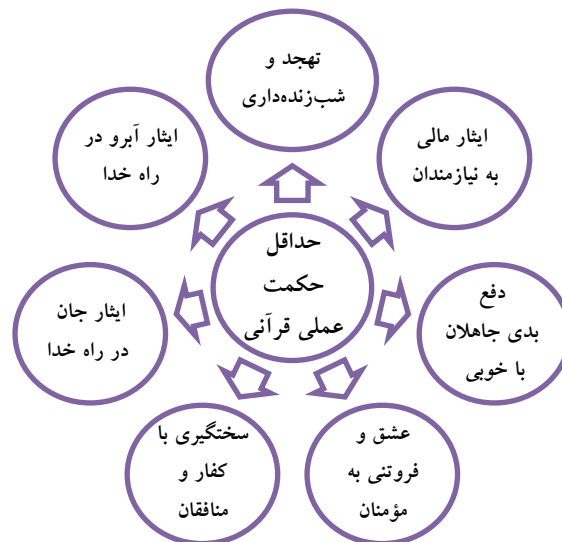 تهجد و
شب‌زنده‌داری
ایثار مالی
به نیازمندان
دفع
بدی جاهلان
با خوبی
عشق و
فروتنی به
مؤمنان
سختگیری با
کفار و
منافقان
ایثار جان
در راه خدا
ایثار آبرو در
راه خدا
حداقل
حکمت
عملی قرآنی